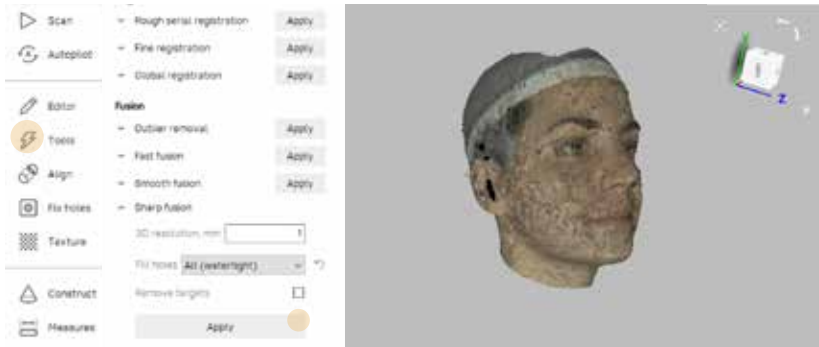 Scan
Autopilot
Editor
Tools
Align
Fix holes
Texture
Construct
Measures
Rough serial registration Apply
Fine registration Apply
Global registration Apply
Fusion
Outlier removal Apply
Fast fusion Apply
Smooth fusion Apply
Sharp fusion
3D resolution, mm 1
Fill holes All (watertight)
Remove targets
Apply
Z